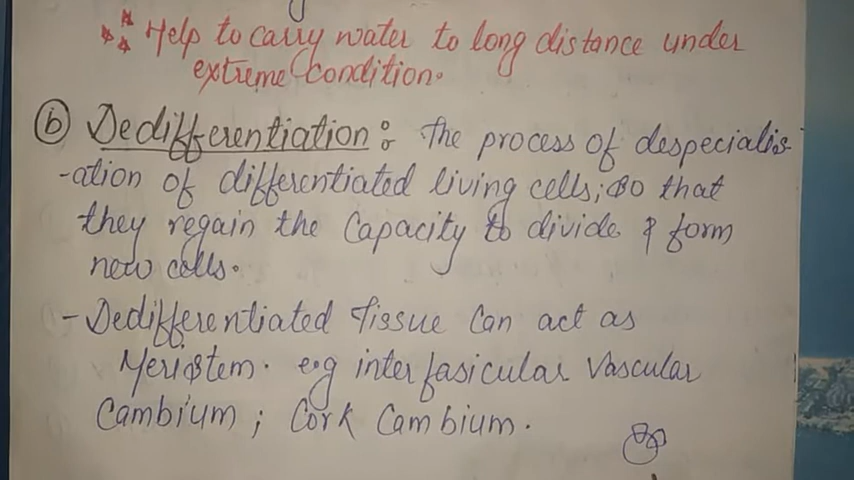 Help to carry water to long distance under
extreme condition.
(b) Dedifferentiation : The process of despecialis-
-ation of differentiated living cells; so that
they regain the Capacity to divide & form
new cells.
- Dedifferentiated Tissue Can act as
Meristem. e.g inter fasicular Vascular
Cambium ; Cork Cambium.